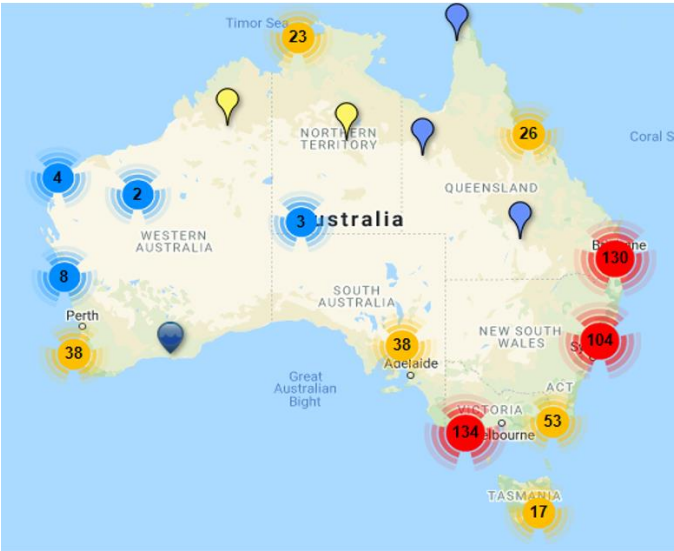 Timor Sea
23
NORTHERN
TERRITORY
26
Coral S
4
2
QUEENSLAND
3
ustralia
WESTERN
AUSTRALIA
130
8
SOUTH
AUSTRALIA
Perth
NEW SOUTH
WALES
104
38
38
Adelaide
Great
Australian
Bight
ACT
VICTORIA
53
134
elbourne
TASMANIA
17